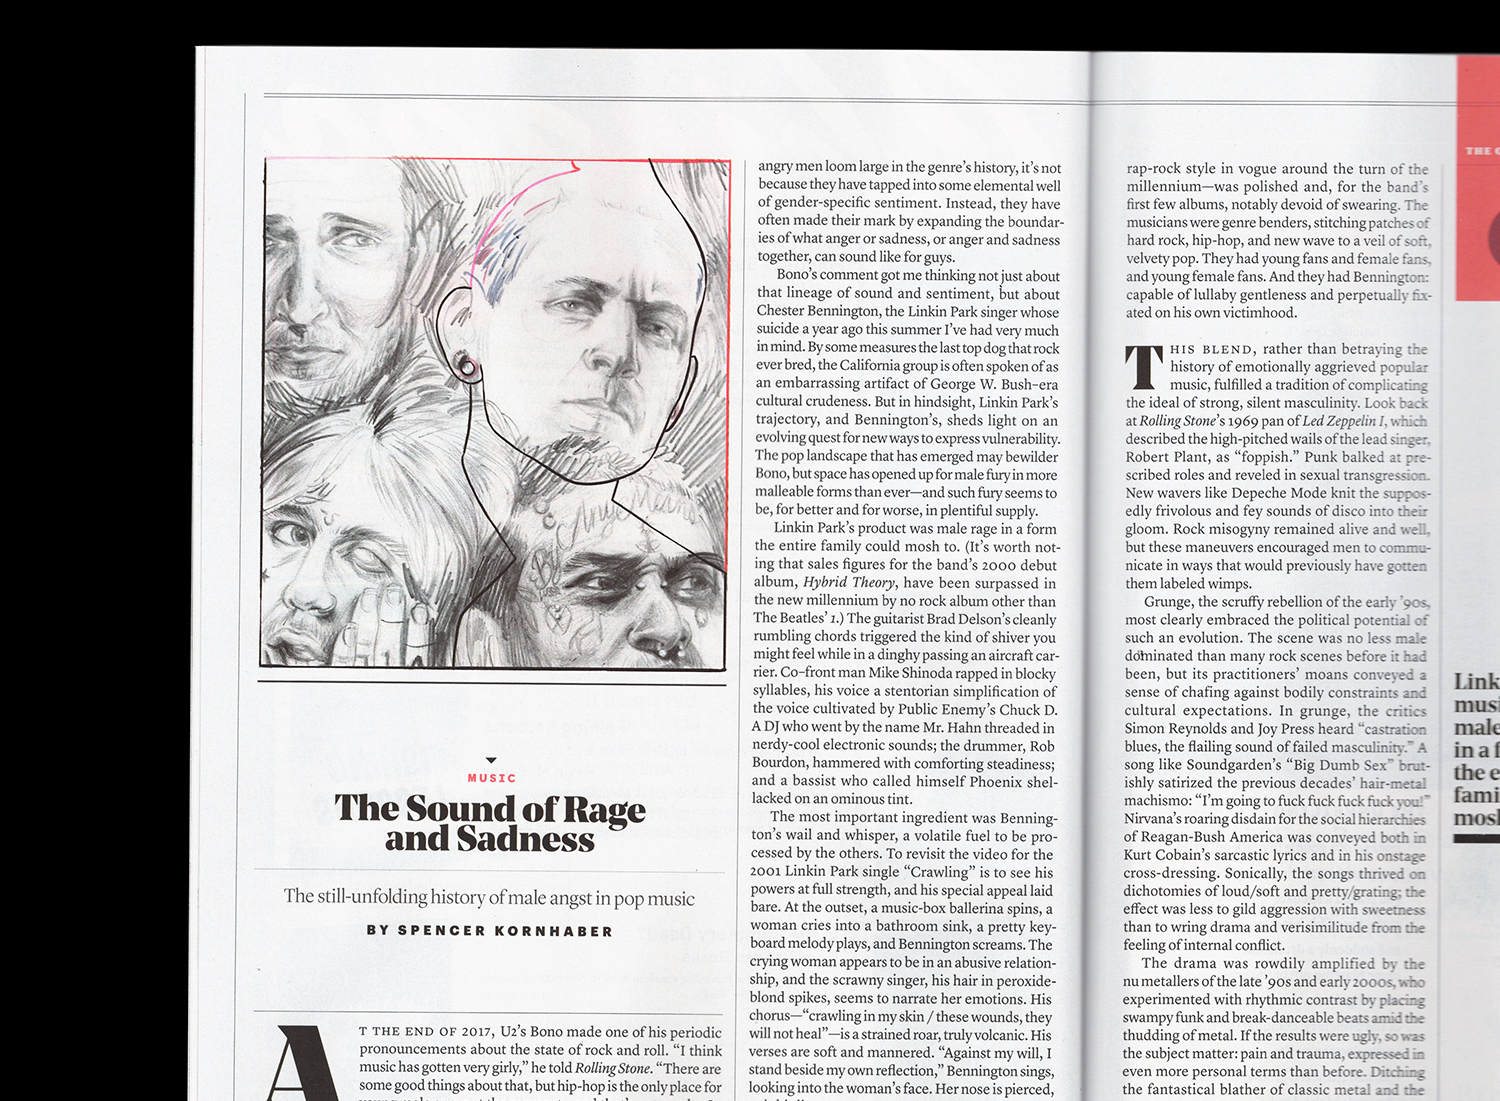 MUSIC
The Sound of Rage
and Sadness
The still-unfolding history of male angst in pop music
BY SPENCER KORNHABER
AT THE END OF 2017, U2’s Bono made one of his periodic
pronouncements about the state of rock and roll. “I think
music has gotten very girly,” he told Rolling Stone. “There are
some good things about that, but hip-hop is the only place for
angry men loom large in the genre’s history, it’s not
because they have tapped into some elemental well
of gender-specific sentiment. Instead, they have
often made their mark by expanding the boundar-
ies of what anger or sadness, or anger and sadness
together, can sound like for guys.
Bono’s comment got me thinking not just about
that lineage of sound and sentiment, but about
Chester Bennington, the Linkin Park singer whose
suicide a year ago this summer I’ve had very much
in mind. By some measures the last top dog that rock
ever bred, the California group is often spoken of as
an embarrassing artifact of George W. Bush–era
cultural crudeness. But in hindsight, Linkin Park’s
trajectory, and Bennington’s, sheds light on an
evolving quest for new ways to express vulnerability.
The pop landscape that has emerged may bewilder
Bono, but space has opened up for male fury in more
malleable forms than ever—and such fury seems to
be, for better and for worse, in plentiful supply.
Linkin Park’s product was male rage in a form
the entire family could mosh to. (It’s worth not-
ing that sales figures for the band’s 2000 debut
album, Hybrid Theory, have been surpassed in
the new millennium by no rock album other than
The Beatles’ 1.) The guitarist Brad Delson’s cleanly
rumbling chords triggered the kind of shiver you
might feel while in a dinghy passing an aircraft car-
rier. Co–front man Mike Shinoda rapped in blocky
syllables, his voice a stentorian simplification of
the voice cultivated by Public Enemy’s Chuck D.
A DJ who went by the name Mr. Hahn threaded in
nerdy-cool electronic sounds; the drummer, Rob
Bourdon, hammered with comforting steadiness;
and a bassist who called himself Phoenix shel-
lacked on an ominous tint.
The most important ingredient was Benning-
ton’s wail and whisper, a volatile fuel to be pro-
cessed by the others. To revisit the video for the
2001 Linkin Park single “Crawling” is to see his
powers at full strength, and his special appeal laid
bare. At the outset, a music-box ballerina spins, a
woman cries into a bathroom sink, a pretty key-
board melody plays, and Bennington screams. The
crying woman appears to be in an abusive relation-
ship, and the scrawny singer, his hair in peroxide-
blond spikes, seems to narrate her emotions. His
chorus—“crawling in my skin / these wounds, they
will not heal”—is a strained roar, truly volcanic. His
verses are soft and mannered. “Against my will, I
stand beside my own reflection,” Bennington sings,
looking into the woman’s face. Her nose is pierced,
rap-rock style in vogue around the turn of the
millennium—was polished and, for the band’s
first few albums, notably devoid of swearing. The
musicians were genre benders, stitching patches of
hard rock, hip-hop, and new wave to a veil of soft,
velvety pop. They had young fans and female fans,
and young female fans. And they had Bennington:
capable of lullaby gentleness and perpetually fix-
ated on his own victimhood.
THIS BLEND, rather than betraying the
history of emotionally aggrieved popular
music, fulfilled a tradition of complicating
the ideal of strong, silent masculinity. Look back
at Rolling Stone’s 1969 pan of Led Zeppelin I, which
described the high-pitched wails of the lead singer,
Robert Plant, as “foppish.” Punk balked at pre-
scribed roles and reveled in sexual transgression.
New wavers like Depeche Mode knit the suppos-
edly frivolous and fey sounds of disco into their
gloom. Rock misogyny remained alive and well,
but these maneuvers encouraged men to commu-
nicate in ways that would previously have gotten
them labeled wimps.
Grunge, the scruffy rebellion of the early ’90s,
most clearly embraced the political potential of
such an evolution. The scene was no less male
dominated than many rock scenes before it had
been, but its practitioners’ moans conveyed a
sense of chafing against bodily constraints and
cultural expectations. In grunge, the critics
Simon Reynolds and Joy Press heard “castration
blues, the flailing sound of failed masculinity.” A
song like Soundgarden’s “Big Dumb Sex” brut-
ishly satirized the previous decades’ hair-metal
machismo: “I’m going to fuck fuck fuck fuck you!”
Nirvana’s roaring disdain for the social hierarchies
of Reagan-Bush America was conveyed both in
Kurt Cobain’s sarcastic lyrics and in his onstage
cross-dressing. Sonically, the songs thrived on
dichotomies of loud/soft and pretty/grating; the
effect was less to gild aggression with sweetness
than to wring drama and verisimilitude from the
feeling of internal conflict.
The drama was rowdily amplified by the
nu metallers of the late ’90s and early 2000s, who
experimented with rhythmic contrast by placing
swampy funk and break-danceable beats amid the
thudding of metal. If the results were ugly, so was
the subject matter: pain and trauma, expressed in
even more personal terms than before. Ditching
the fantastical blather of classic metal and the
THE
Link
musi
male
in a f
the e
fami
mosh